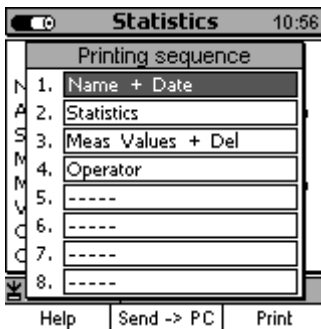 Statistics 10:56
Printing sequence
1. Name + Date
2. Statistics
3. Meas Values + Del
4. Operator
5. -----
6. -----
7. -----
8. -----
Help Send -> PC Print